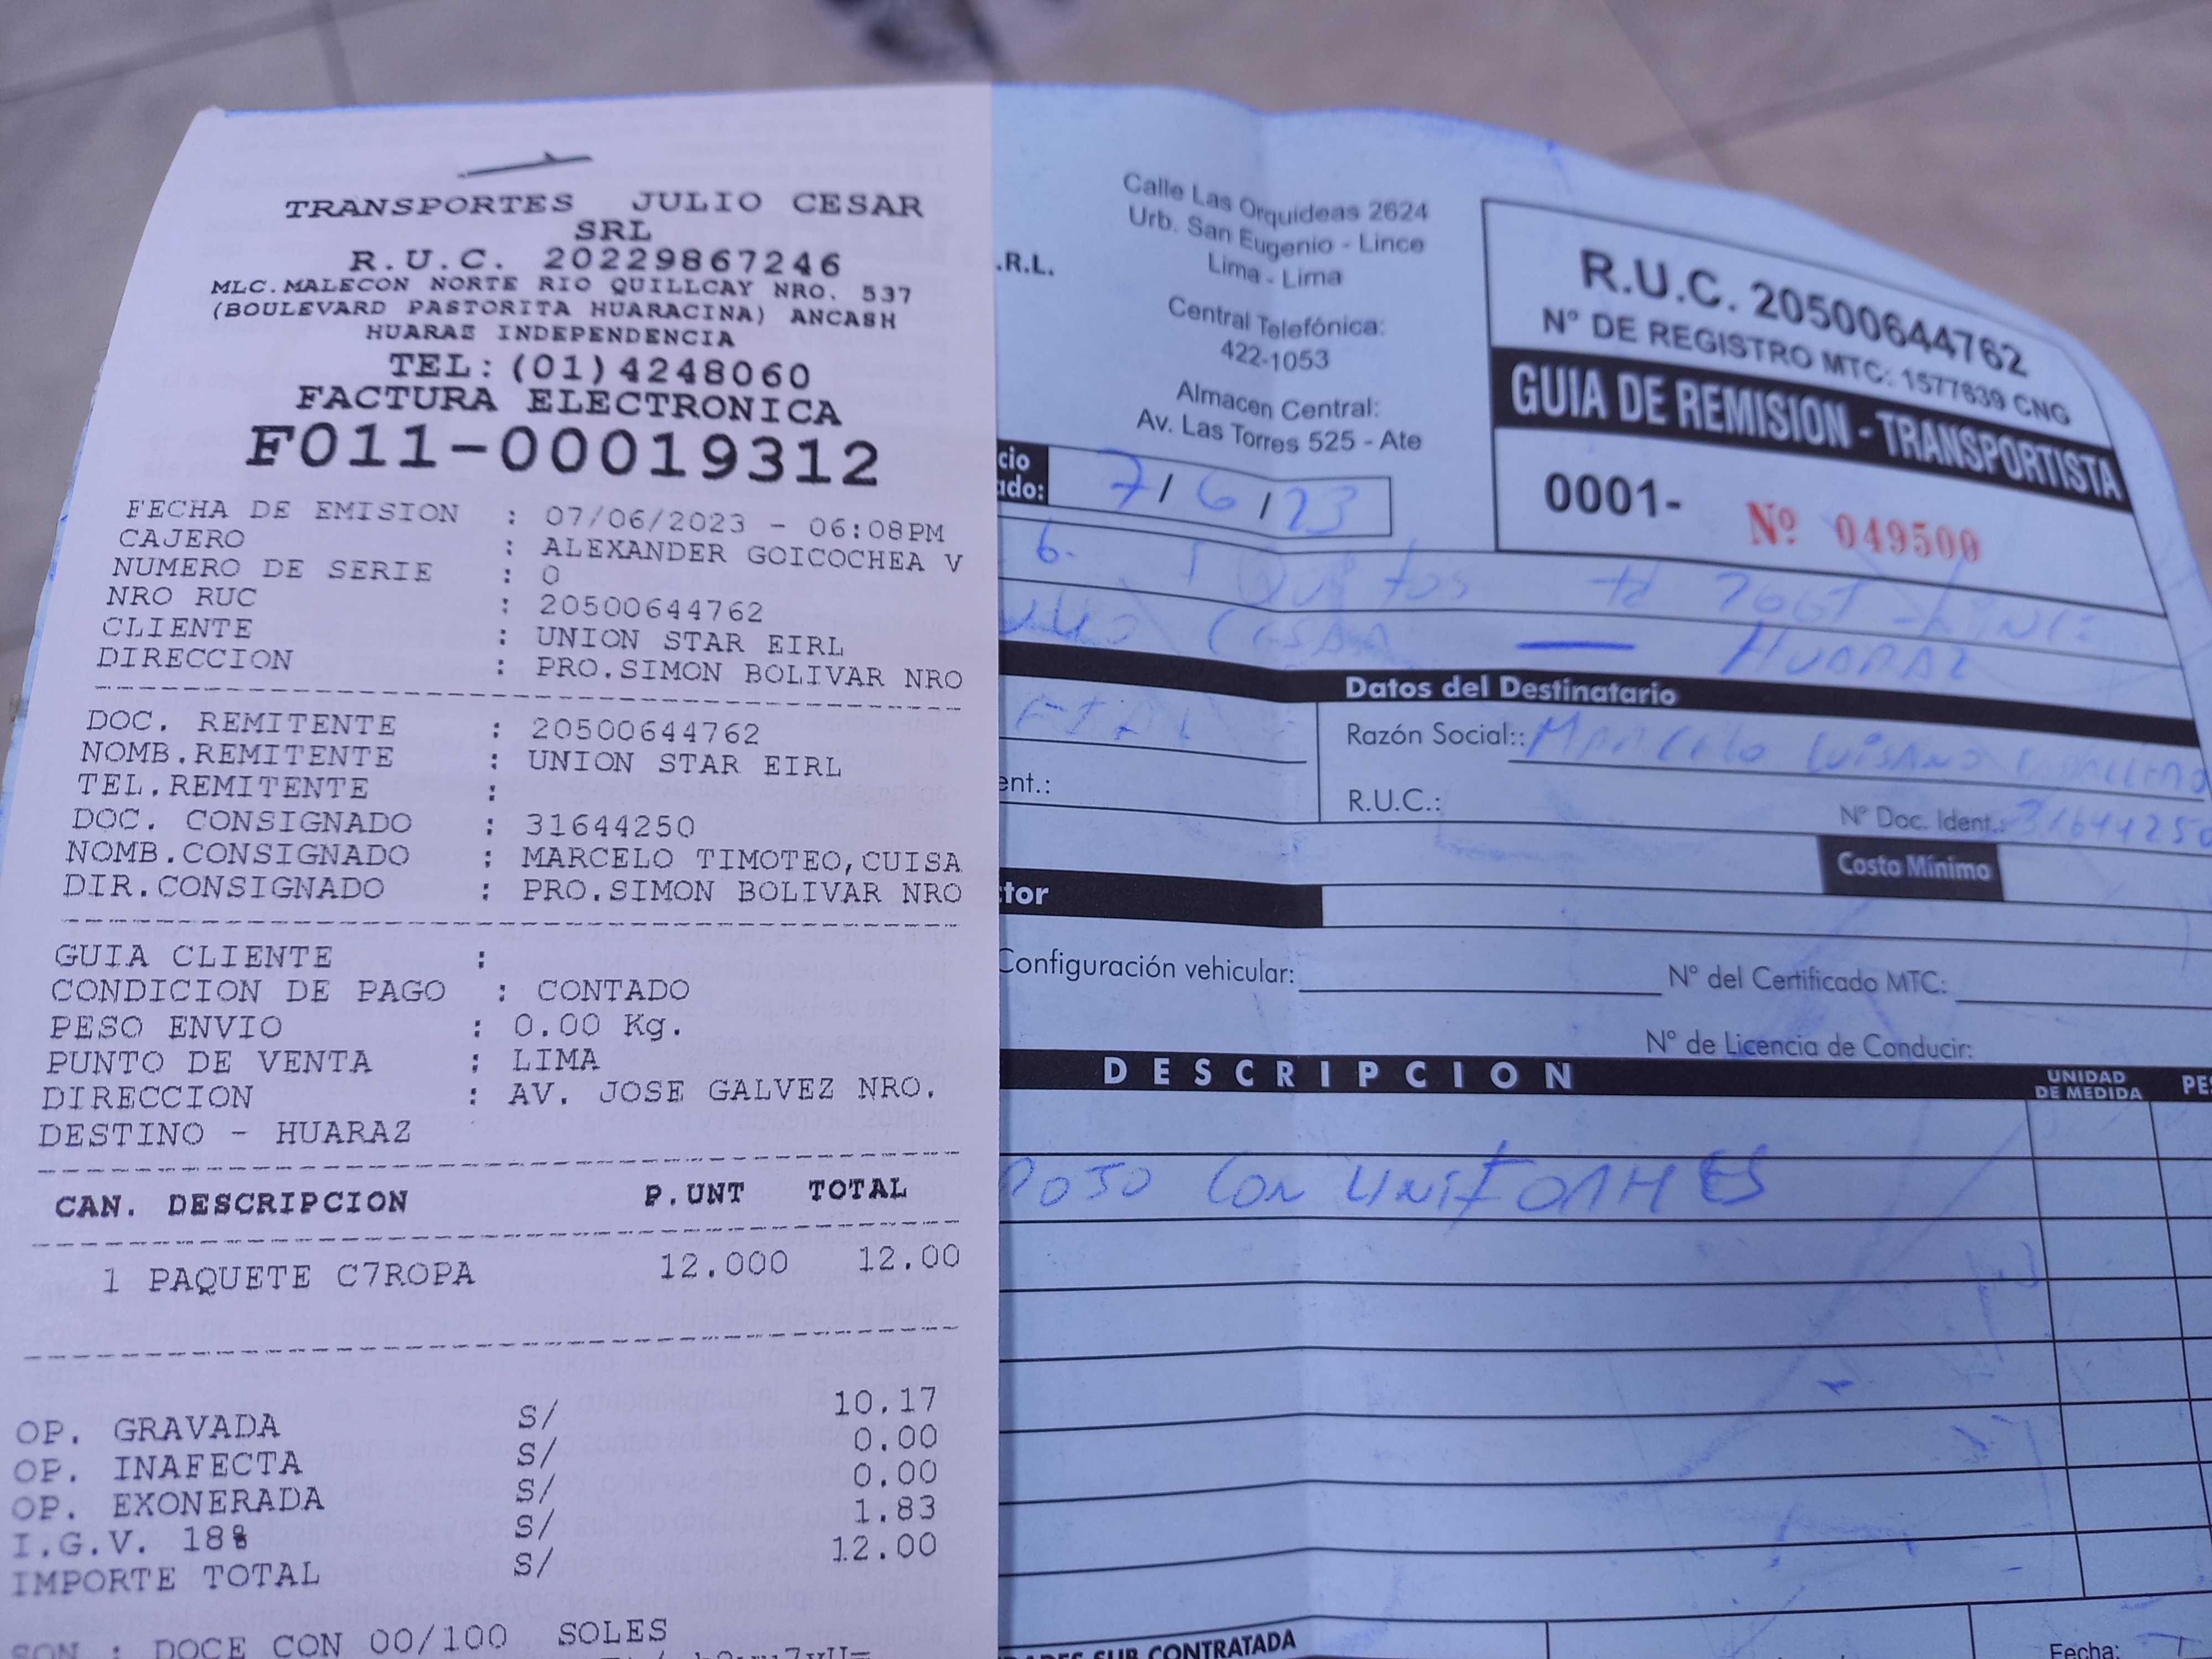 TRANSPORTES JULIO CESAR
SRL
R.U.C. 20229867246
MLC.MALECON NORTE RIO QUILLCAY NRO. 537
(BOULEVARD PASTORITA HUARACINA) ANCASH
HUARAZ INDEPENDENCIA
TEL:(01)4248060
FACTURA ELECTRONICA
F011-00019312
FECHA DE EMISION : 07/06/2023 - 06:08PM
CAJERO : ALEXANDER GOICOCHEA V
NUMERO DE SERIE : 0
NRO RUC : 20500644762
CLIENTE : UNION STAR EIRL
DIRECCION : PRO.SIMON BOLIVAR NRO
DOC. REMITENTE : 20500644762
NOMB.REMITENTE : UNION STAR EIRL
TEL.REMITENTE :
DOC. CONSIGNADO : 31644250
NOMB.CONSIGNADO : MARCELO TIMOTEO,CUISA
DIR.CONSIGNADO : PRO.SIMON BOLIVAR NRO
GUIA CLIENTE :
CONDICION DE PAGO : CONTADO
PESO ENVIO : 0.00 Kg.
PUNTO DE VENTA : LIMA
DIRECCION : AV. JOSE GALVEZ NRO.
DESTINO - HUARAZ
CAN. DESCRIPCION P.UNT TOTAL
1 PAQUETE C7ROPA 12.000 12.00
OP. GRAVADA S/ 10.17
OP. INAFECTA S/ 0.00
OP. EXONERADA S/ 0.00
I.G.V. 18% S/ 1.83
IMPORTE TOTAL S/ 12.00
SON : DOCE CON 00/100 SOLES
.R.L.
Calle Las Orquideas 2624
Urb. San Eugenio - Lince
Lima - Lima
Central Telefónica:
422-1053
Almacen Central:
Av. Las Torres 525 - Ate
R.U.C. 20500644762
N° DE REGISTRO MTC: 1577639 CNG
GUIA DE REMISION - TRANSPORTISTA
0001- Nº 049500
cio
ado: 7/6/23
HUARAZ
Datos del Destinatario
Razón Social:: Marcelo
R.U.C.: N° Doc. Ident.: 31644250
ent.:
Costo Mínimo
tor
Configuración vehicular: N° del Certificado MTC:
N° de Licencia de Conducir:
DESCRIPCION UNIDAD DE MEDIDA PE
CON UNIFORMES
SUB CONTRATADA
Fecha: